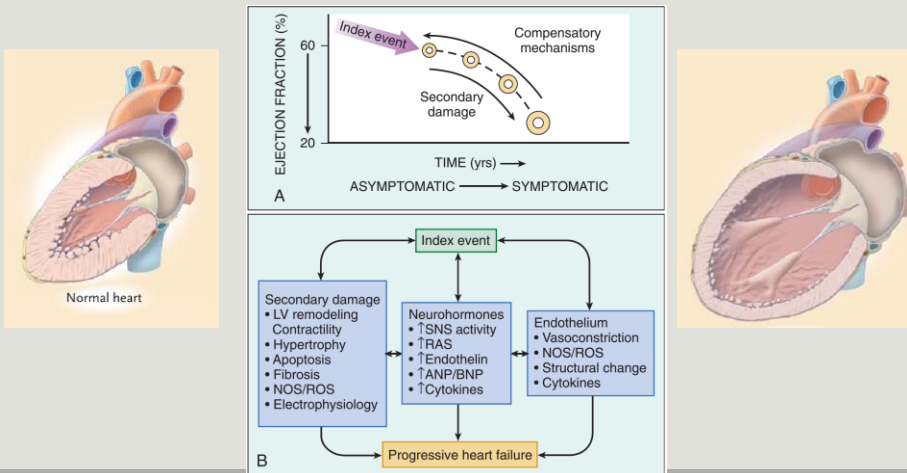 EJECTION FRACTION (%)
60
20
Index event
Compensatory
mechanisms
Secondary
damage
TIME (yrs)
ASYMPTOMATIC → SYMPTOMATIC
A
Normal heart
Index event
Secondary damage
• LV remodeling
Contractility
• Hypertrophy
• Apoptosis
• Fibrosis
• NOS/ROS
• Electrophysiology
Neurohormones
• ↑SNS activity
• ↑RAS
• ↑Endothelin
• ↑ANP/BNP
• ↑Cytokines
Endothelium
• Vasoconstriction
• NOS/ROS
• Structural change
• Cytokines
Progressive heart failure
B